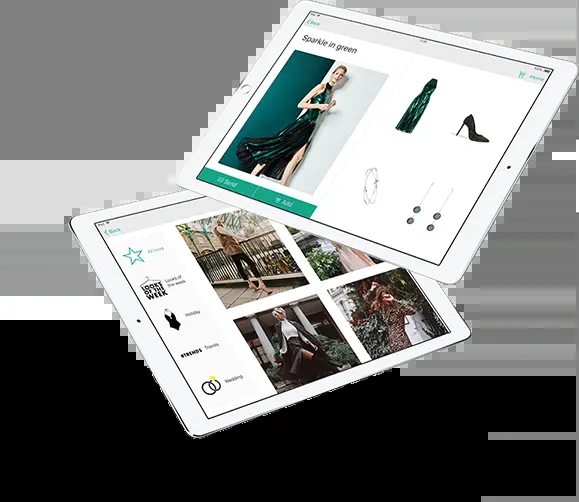 Back
Sparkle in green
Home
Send
Add
Back
All looks
LOOKS
OF THE
WEEK
Looks of
the week
Holiday
#TRENDS
Trends
Wedding